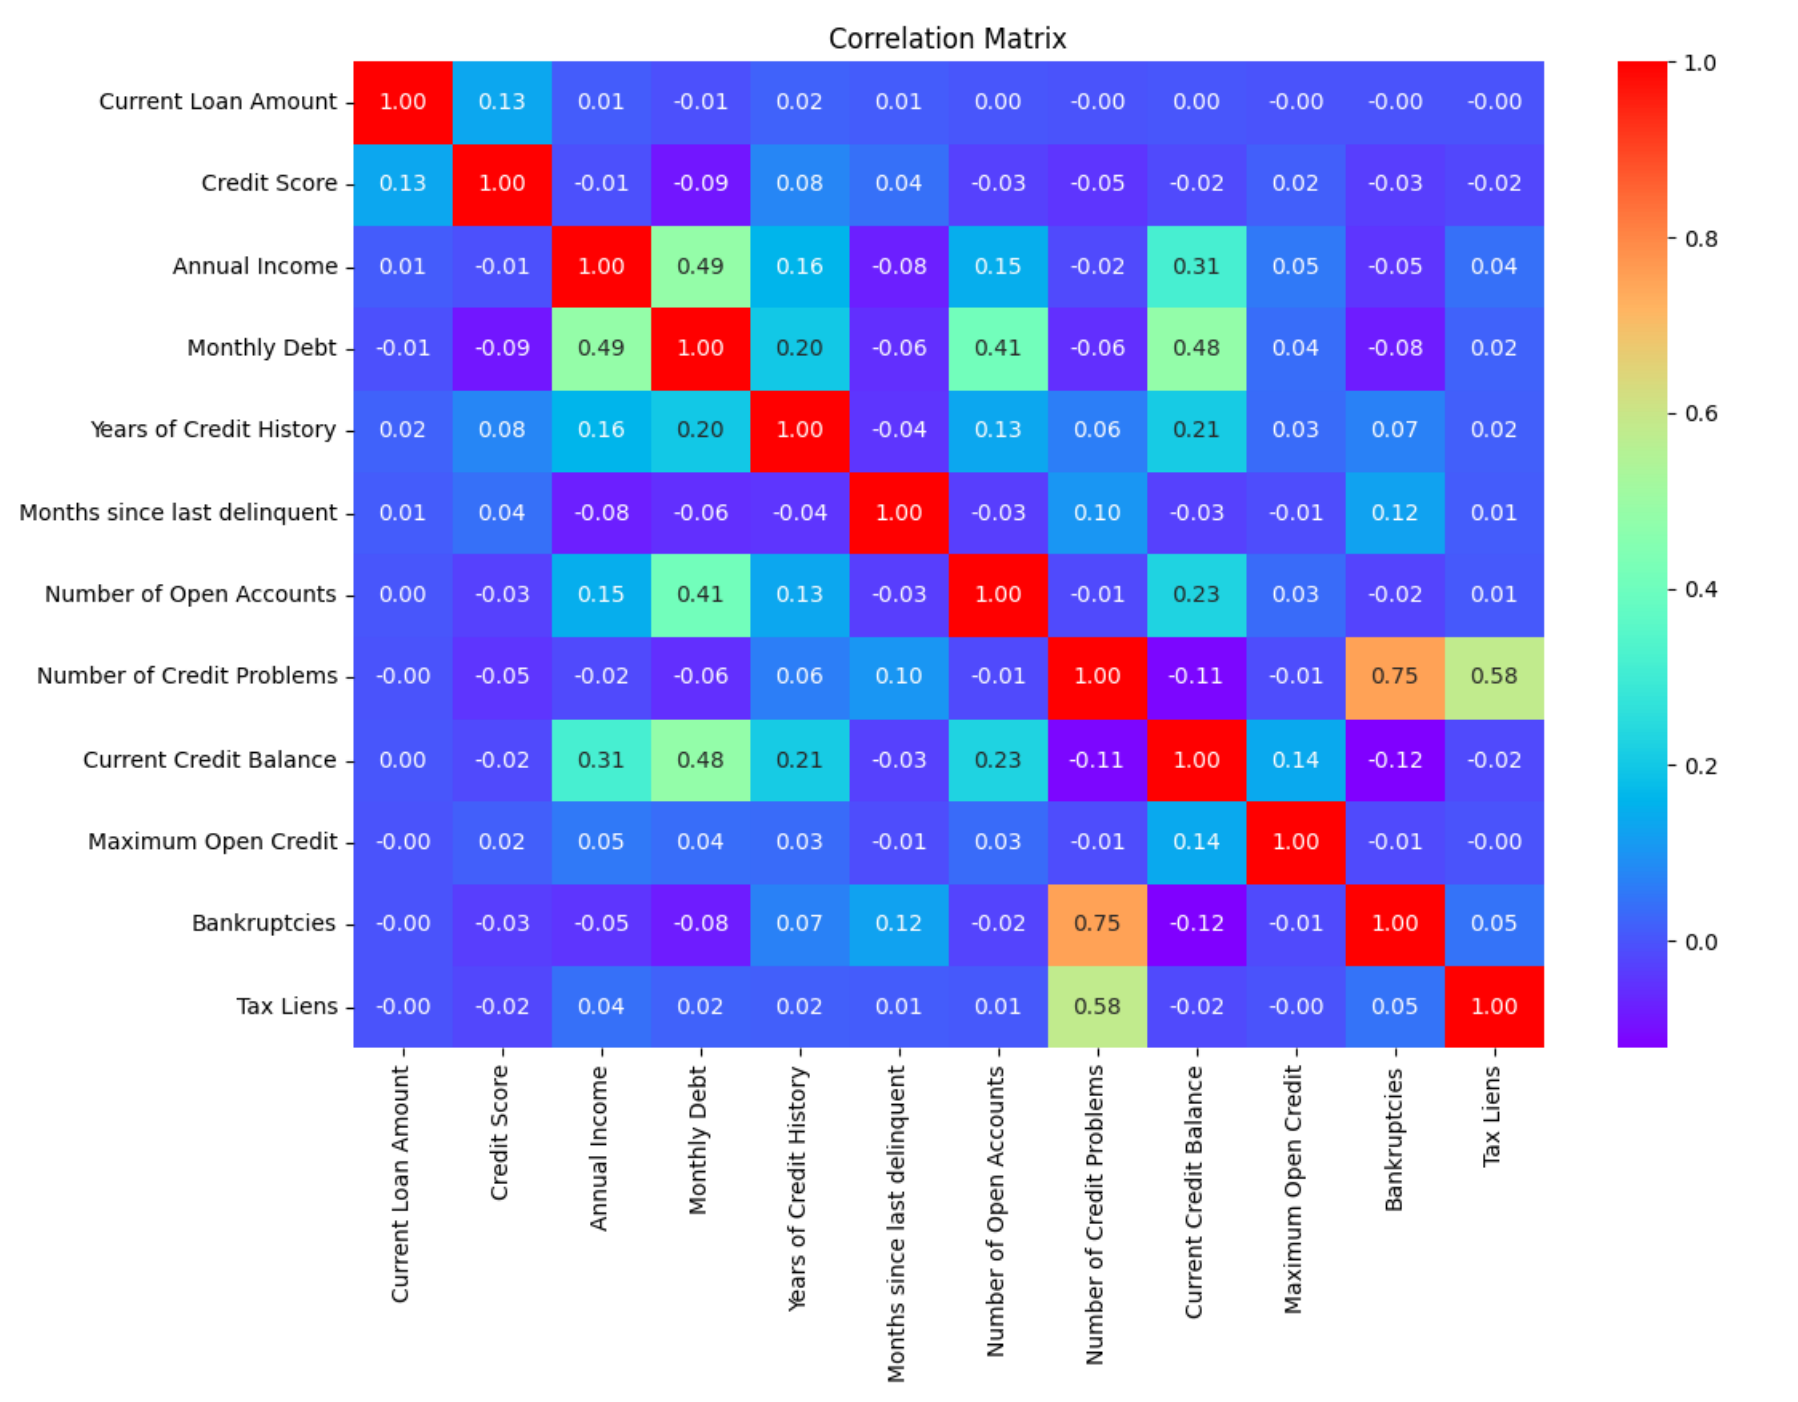 Correlation Matrix
Current Loan Amount 1.00 0.13 0.01 -0.01 0.02 0.01 0.00 -0.00 0.00 -0.00 -0.00 -0.00
Credit Score 0.13 1.00 -0.01 -0.09 0.08 0.04 -0.03 -0.05 -0.02 0.02 -0.03 -0.02
Annual Income 0.01 -0.01 1.00 0.49 0.16 -0.08 0.15 -0.02 0.31 0.05 -0.05 0.04
Monthly Debt -0.01 -0.09 0.49 1.00 0.20 -0.06 0.41 -0.06 0.48 0.04 -0.08 0.02
Years of Credit History 0.02 0.08 0.16 0.20 1.00 -0.04 0.13 0.06 0.21 0.03 0.07 0.02
Months since last delinquent 0.01 0.04 -0.08 -0.06 -0.04 1.00 -0.03 0.10 -0.03 -0.01 0.12 0.01
Number of Open Accounts 0.00 -0.03 0.15 0.41 0.13 -0.03 1.00 -0.01 0.23 0.03 -0.02 0.01
Number of Credit Problems -0.00 -0.05 -0.02 -0.06 0.06 0.10 -0.01 1.00 -0.11 -0.01 0.75 0.58
Current Credit Balance 0.00 -0.02 0.31 0.48 0.21 -0.03 0.23 -0.11 1.00 0.14 -0.12 -0.02
Maximum Open Credit -0.00 0.02 0.05 0.04 0.03 -0.01 0.03 -0.01 0.14 1.00 -0.01 -0.00
Bankruptcies -0.00 -0.03 -0.05 -0.08 0.07 0.12 -0.02 0.75 -0.12 -0.01 1.00 0.05
Tax Liens -0.00 -0.02 0.04 0.02 0.02 0.01 0.01 0.58 -0.02 -0.00 0.05 1.00
Current Loan Amount
Credit Score
Annual Income
Monthly Debt
Years of Credit History
Months since last delinquent
Number of Open Accounts
Number of Credit Problems
Current Credit Balance
Maximum Open Credit
Bankruptcies
Tax Liens
1.0
0.8
0.6
0.4
0.2
0.0